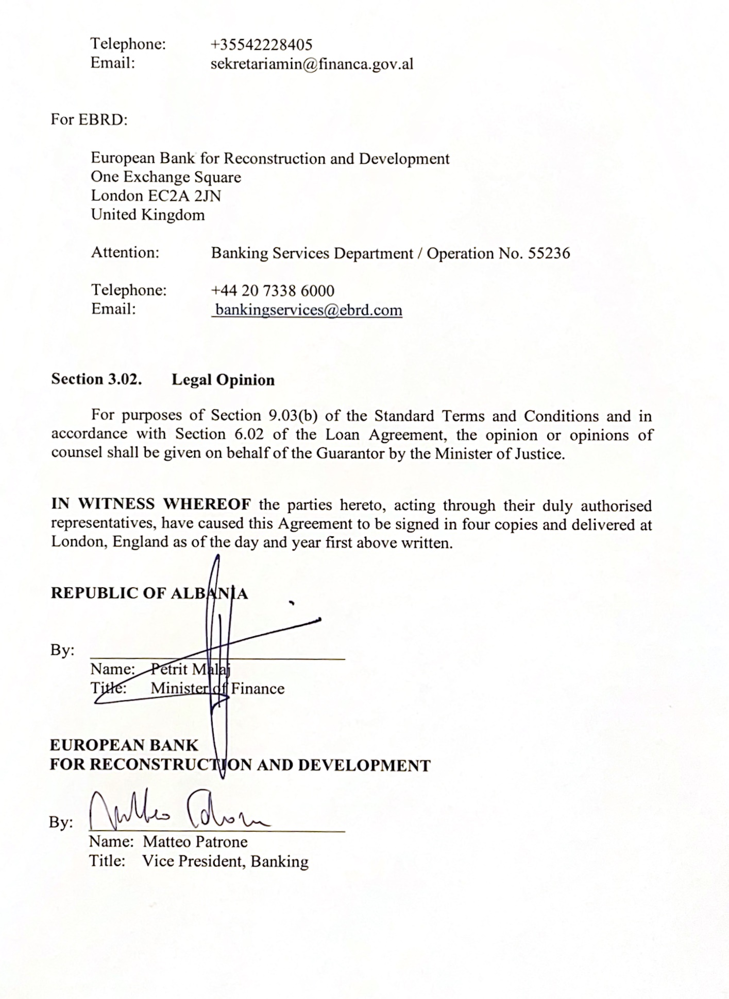 Telephone: +35542228405
Email: sekretariamin@financa.gov.al
For EBRD:
European Bank for Reconstruction and Development
One Exchange Square
London EC2A 2JN
United Kingdom
Attention: Banking Services Department / Operation No. 55236
Telephone: +44 20 7338 6000
Email: bankingservices@ebrd.com
Section 3.02. Legal Opinion
For purposes of Section 9.03(b) of the Standard Terms and Conditions and in
accordance with Section 6.02 of the Loan Agreement, the opinion or opinions of
counsel shall be given on behalf of the Guarantor by the Minister of Justice.
IN WITNESS WHEREOF the parties hereto, acting through their duly authorised
representatives, have caused this Agreement to be signed in four copies and delivered at
London, England as of the day and year first above written.
REPUBLIC OF ALBANIA
By:
Name: Petrit Malaj
Title: Minister of Finance
EUROPEAN BANK
FOR RECONSTRUCTION AND DEVELOPMENT
By:
Name: Matteo Patrone
Title: Vice President, Banking